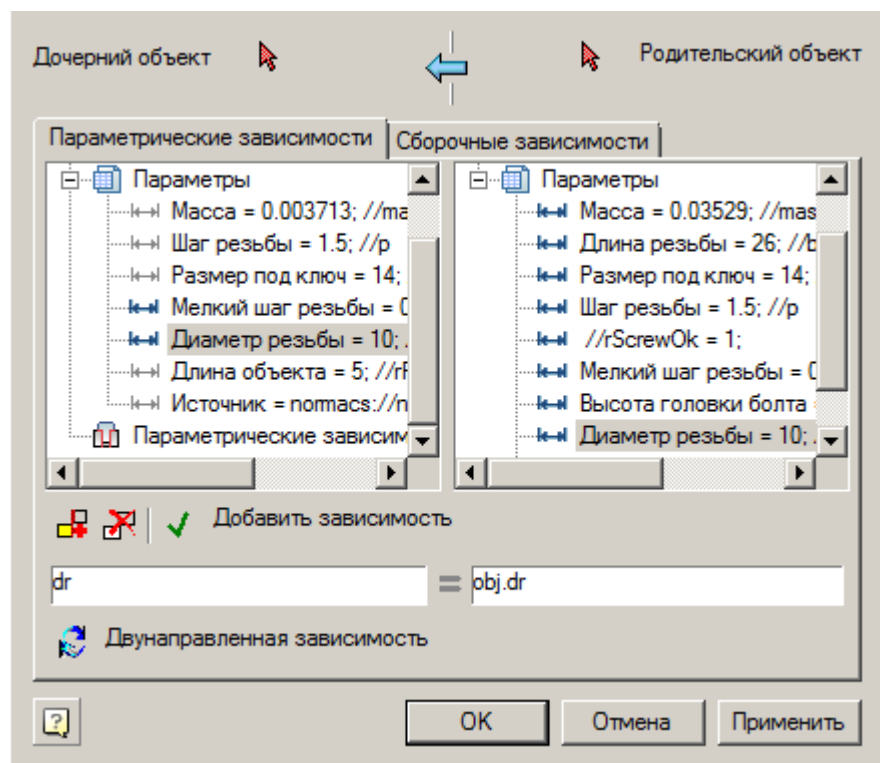 Дочерний объект
Родительский объект
Параметрические зависимости
Сборочные зависимости
Параметры
Масса = 0.003713; //ma
Шаг резьбы = 1.5; //p
Размер под ключ = 14;
Мелкий шаг резьбы = 0
Диаметр резьбы = 10; .
Длина объекта = 5; //rF
Источник = normacs://n
Параметрические зависим
Параметры
Масса = 0.03529; //mas
Длина резьбы = 26; //b
Размер под ключ = 14;
Шаг резьбы = 1.5; //p
//rScrewOk = 1;
Мелкий шаг резьбы = 0
Высота головки болта =
Диаметр резьбы = 10; .
Добавить зависимость
dr = obj.dr
Двунаправленная зависимость
? OK Отмена Применить